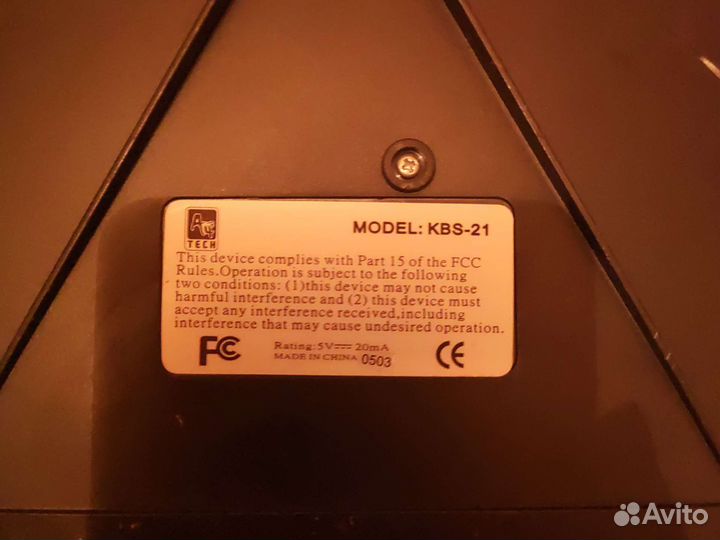 A4
TECH
MODEL: KBS-21
This device complies with Part 15 of the FCC
Rules.Operation is subject to the following
two conditions: (1)this device may not cause
harmful interference and (2) this device must
accept any interference received,including
interference that may cause undesired operation.
FC
Rating: 5V⎓ 20mA
MADE IN CHINA 0503
CE
Avito